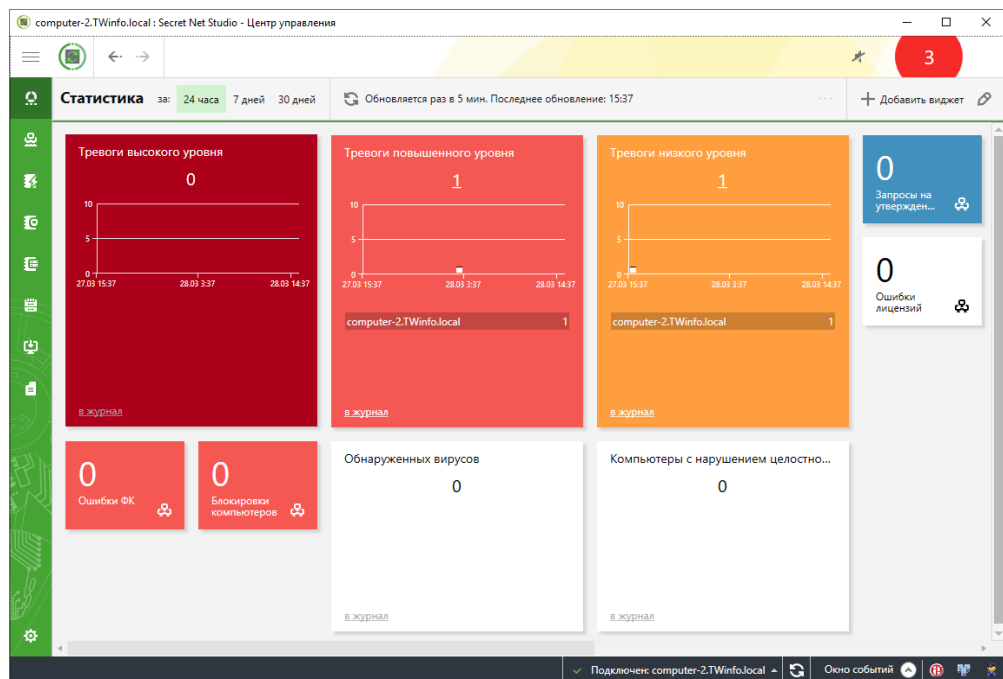 computer-2.TWinfo.local : Secret Net Studio - Центр управления
3
Статистика за: 24 часа 7 дней 30 дней Обновляется раз в 5 мин. Последнее обновление: 15:37 ... Добавить виджет
Тревоги высокого уровня
0
10
5
0
27.03 15:37 28.03 3:37 28.03 14:37
в журнал
Тревоги повышенного уровня
1
10
5
0
27.03 15:37 28.03 3:37 28.03 14:37
computer-2.TWinfo.local 1
в журнал
Тревоги низкого уровня
1
10
5
0
27.03 15:37 28.03 3:37 28.03 14:37
computer-2.TWinfo.local 1
в журнал
0
Запросы на
утвержден...
0
Ошибки
лицензий
0
Ошибки ФК
0
Блокировки
компьютеров
Обнаруженных вирусов
0
в журнал
Компьютеры с нарушением целостно...
0
в журнал
Подключен: computer-2.TWinfo.local Окно событий